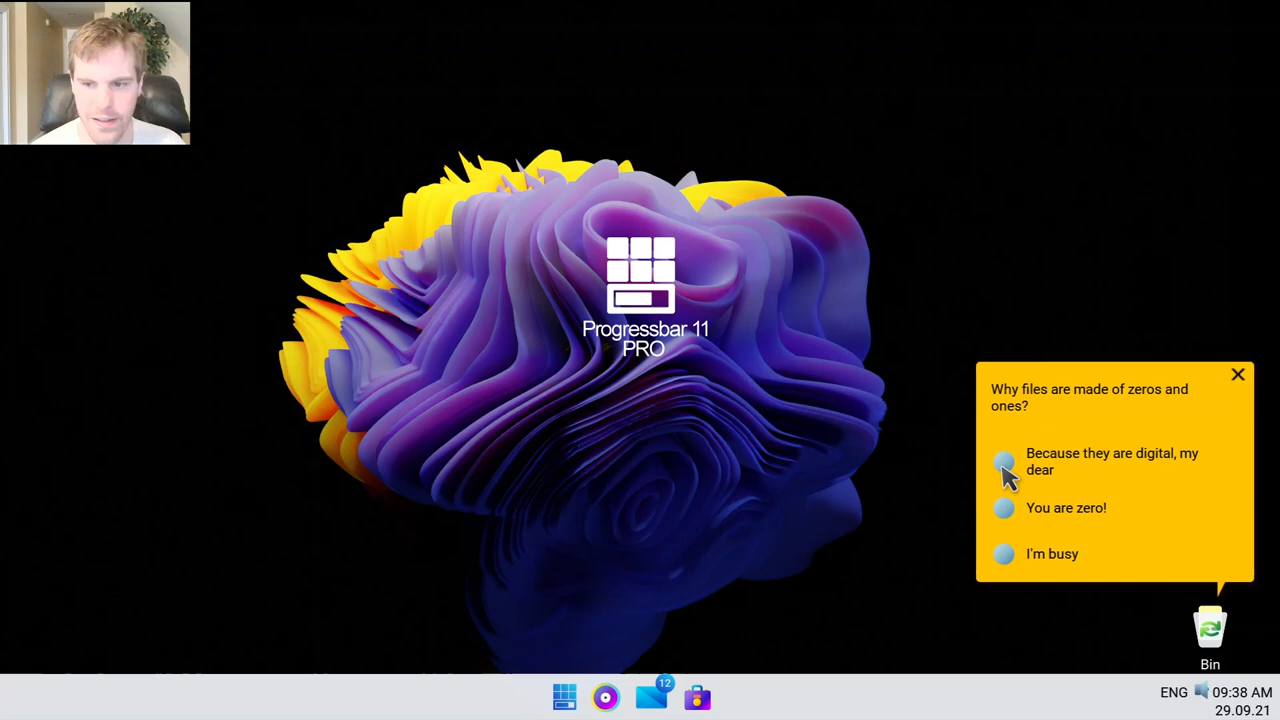 Progressbar 11
PRO
Why files are made of zeros and
ones?
Because they are digital, my
dear
You are zero!
I'm busy
Bin
12
ENG 09:38 AM
29.09.21